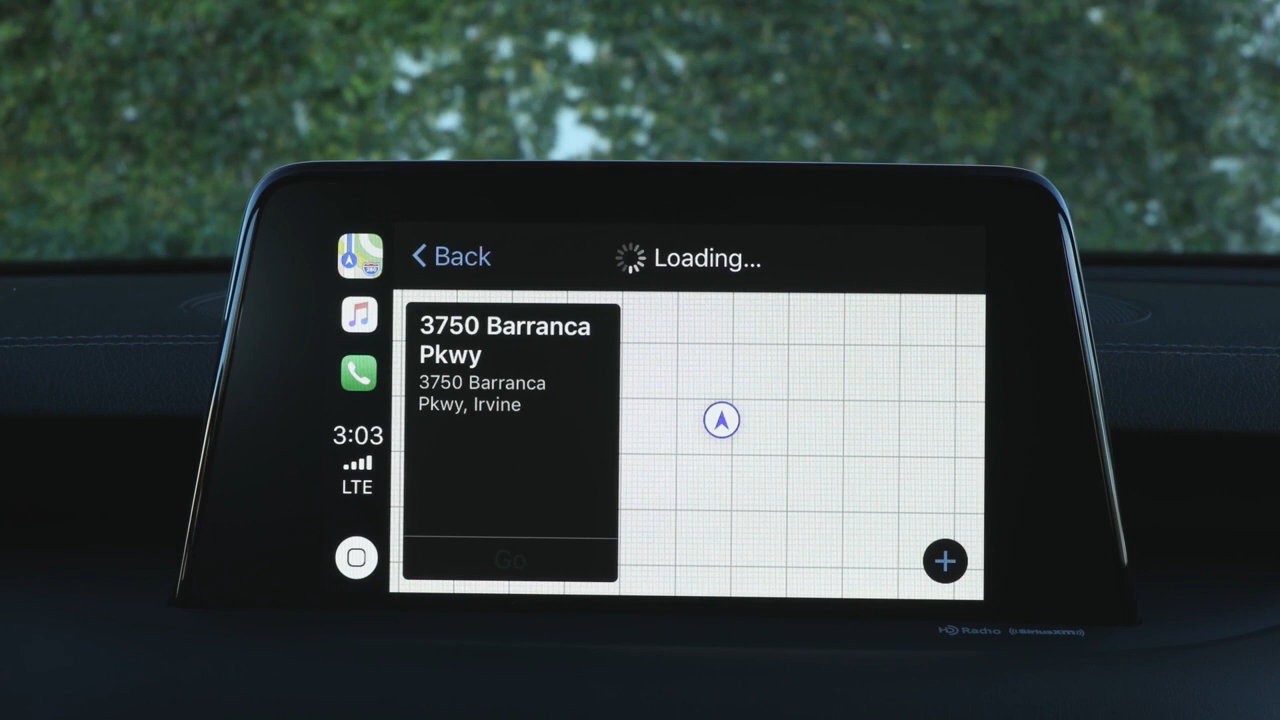 Back
Loading...
3750 Barranca
Pkwy
3750 Barranca
Pkwy, Irvine
3:03
LTE
Go
HD Radio ((SiriusXM))